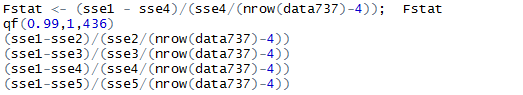 Fstat <- (sse1 - sse4)/(sse4/(nrow(data737)-4));  Fstat
qf(0.99,1,436)
(sse1-sse2)/(sse2/(nrow(data737)-4))
(sse1-sse3)/(sse3/(nrow(data737)-4))
(sse1-sse4)/(sse4/(nrow(data737)-4))
(sse1-sse5)/(sse5/(nrow(data737)-4))